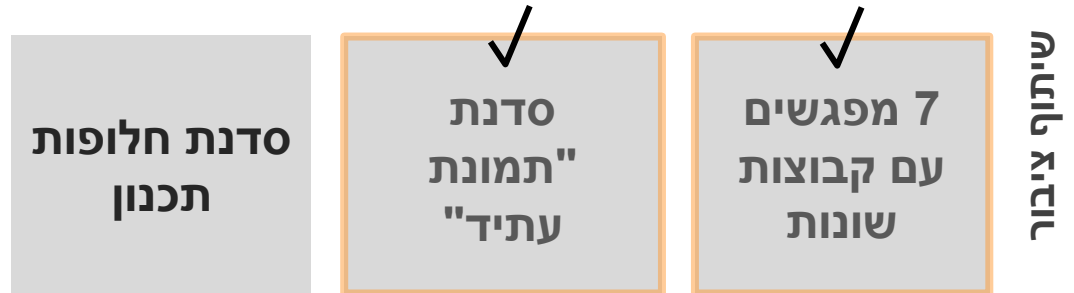 שיתוף ציבור
7 מפגשים
עם קבוצות
שונות
סדנת
"תמונת
עתיד"
סדנת חלופות
תכנון